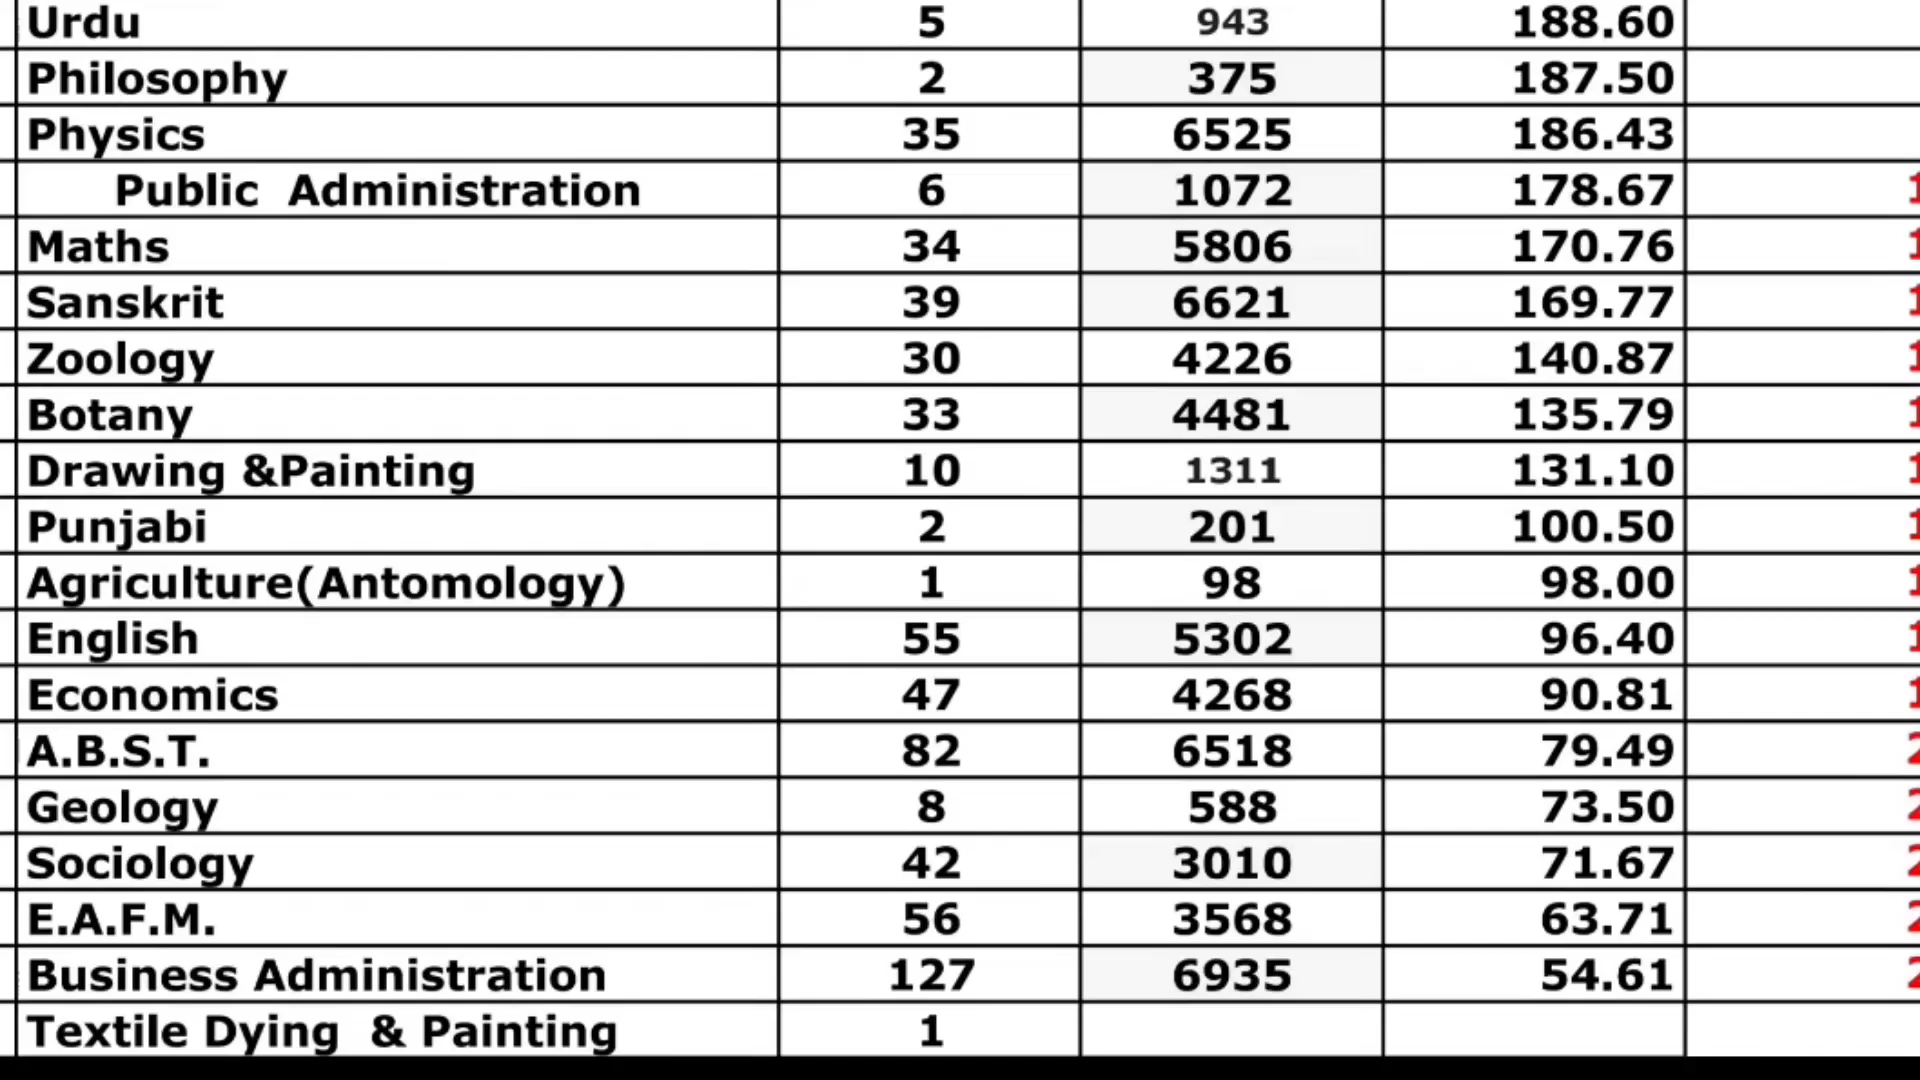 Urdu 5 943 188.60
Philosophy 2 375 187.50
Physics 35 6525 186.43
Public Administration 6 1072 178.67
Maths 34 5806 170.76
Sanskrit 39 6621 169.77
Zoology 30 4226 140.87
Botany 33 4481 135.79
Drawing &Painting 10 1311 131.10
Punjabi 2 201 100.50
Agriculture(Antomology) 1 98 98.00
English 55 5302 96.40
Economics 47 4268 90.81
A.B.S.T. 82 6518 79.49
Geology 8 588 73.50
Sociology 42 3010 71.67
E.A.F.M. 56 3568 63.71
Business Administration 127 6935 54.61
Textile Dying & Painting 1